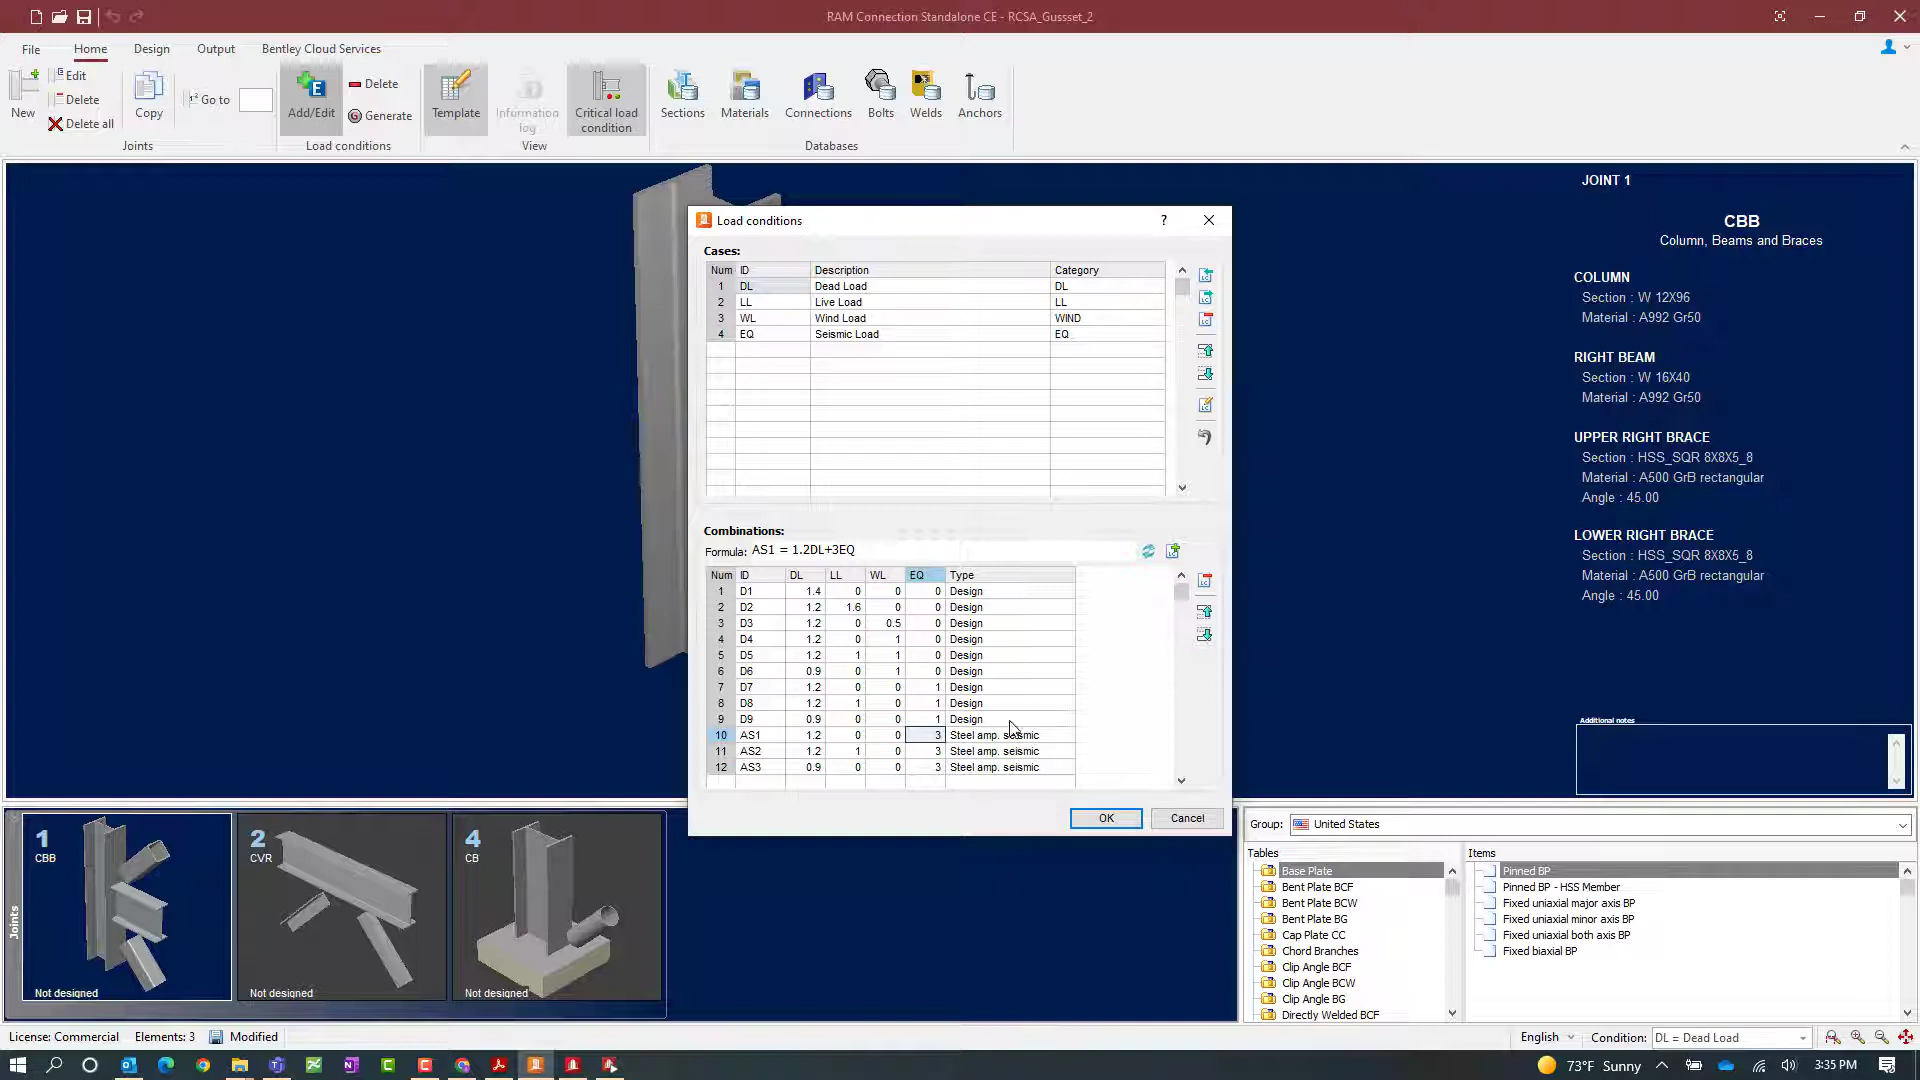 RAM Connection Standalone CE - RCSA_Gussset_2
File Home Design Output Bentley Cloud Services
New
Edit
Delete
Delete all
Copy
Go to
Joints
Add/Edit
Delete
Generate
Load conditions
Template
Information log
Critical load condition
View
Sections
Materials
Connections
Bolts
Welds
Anchors
Databases
JOINT 1
CBB
Column, Beams and Braces
COLUMN
Section : W 12X96
Material : A992 Gr50
RIGHT BEAM
Section : W 16X40
Material : A992 Gr50
UPPER RIGHT BRACE
Section : HSS_SQR 8X8X5_8
Material : A500 GrB rectangular
Angle : 45.00
LOWER RIGHT BRACE
Section : HSS_SQR 8X8X5_8
Material : A500 GrB rectangular
Angle : 45.00
Additional notes
Load conditions ?
Cases:
Num ID Description Category
1 DL Dead Load DL
2 LL Live Load LL
3 WL Wind Load WIND
4 EQ Seismic Load EQ
Combinations:
Formula: AS1 = 1.2DL+3EQ
Num ID DL LL WL EQ Type
1 D1 1.4 0 0 0 Design
2 D2 1.2 1.6 0 0 Design
3 D3 1.2 0 0.5 0 Design
4 D4 1.2 0 1 0 Design
5 D5 1.2 1 1 0 Design
6 D6 0.9 0 1 0 Design
7 D7 1.2 0 0 1 Design
8 D8 1.2 1 0 1 Design
9 D9 0.9 0 0 1 Design
10 AS1 1.2 0 0 3 Steel amp. seismic
11 AS2 1.2 1 0 3 Steel amp. seismic
12 AS3 0.9 0 0 3 Steel amp. seismic
OK Cancel
Joints
1
CBB
Not designed
2
CVR
Not designed
4
CB
Not designed
Group: United States
Tables
Base Plate
Bent Plate BCF
Bent Plate BCW
Bent Plate BG
Cap Plate CC
Chord Branches
Clip Angle BCF
Clip Angle BCW
Clip Angle BG
Directly Welded BCF
Items
Pinned BP
Pinned BP - HSS Member
Fixed uniaxial major axis BP
Fixed uniaxial minor axis BP
Fixed uniaxial both axis BP
Fixed biaxial BP
License: Commercial Elements: 3 Modified English Condition: DL = Dead Load
73°F Sunny 3:35 PM